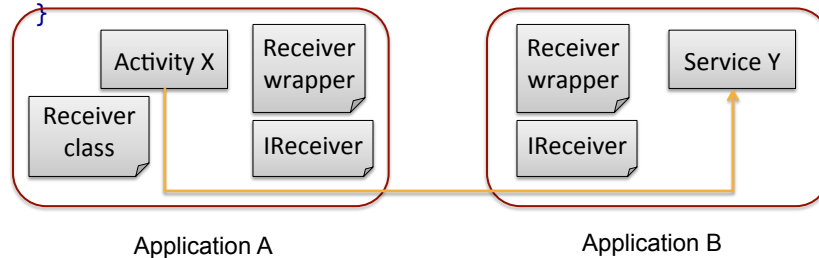 }
Activity X
Receiver
wrapper
Receiver
class
IReceiver
Receiver
wrapper
Service Y
IReceiver
Application A
Application B